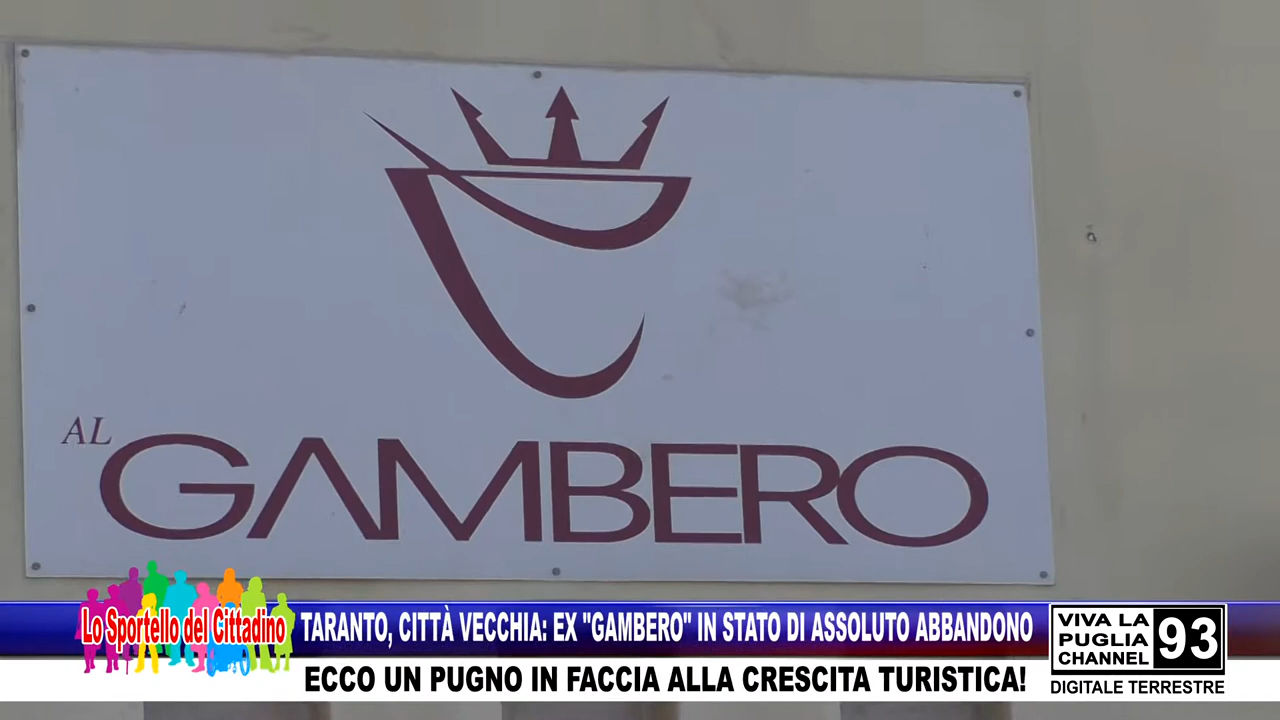 AL
GAMBERO
Lo Sportello del Cittadino
TARANTO, CITTÀ VECCHIA: EX "GAMBERO" IN STATO DI ASSOLUTO ABBANDONO
ECCO UN PUGNO IN FACCIA ALLA CRESCITA TURISTICA!
VIVA LA
PUGLIA
CHANNEL
93
DIGITALE TERRESTRE